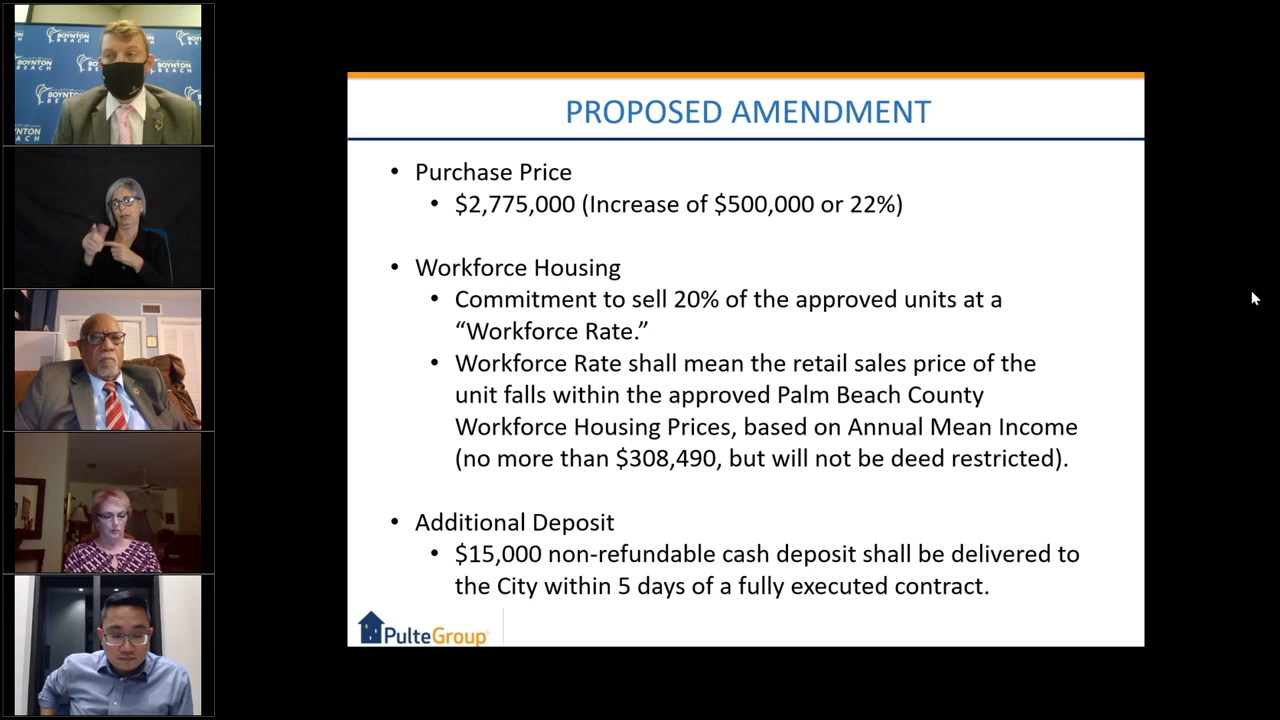 BOYNTON
BEACH
BOYNTON
BEACH
BOYNTON
BEACH
PROPOSED AMENDMENT
• Purchase Price
• $2,775,000 (Increase of $500,000 or 22%)
• Workforce Housing
• Commitment to sell 20% of the approved units at a
“Workforce Rate.”
• Workforce Rate shall mean the retail sales price of the
unit falls within the approved Palm Beach County
Workforce Housing Prices, based on Annual Mean Income
(no more than $308,490, but will not be deed restricted).
• Additional Deposit
• $15,000 non-refundable cash deposit shall be delivered to
the City within 5 days of a fully executed contract.
PulteGroup